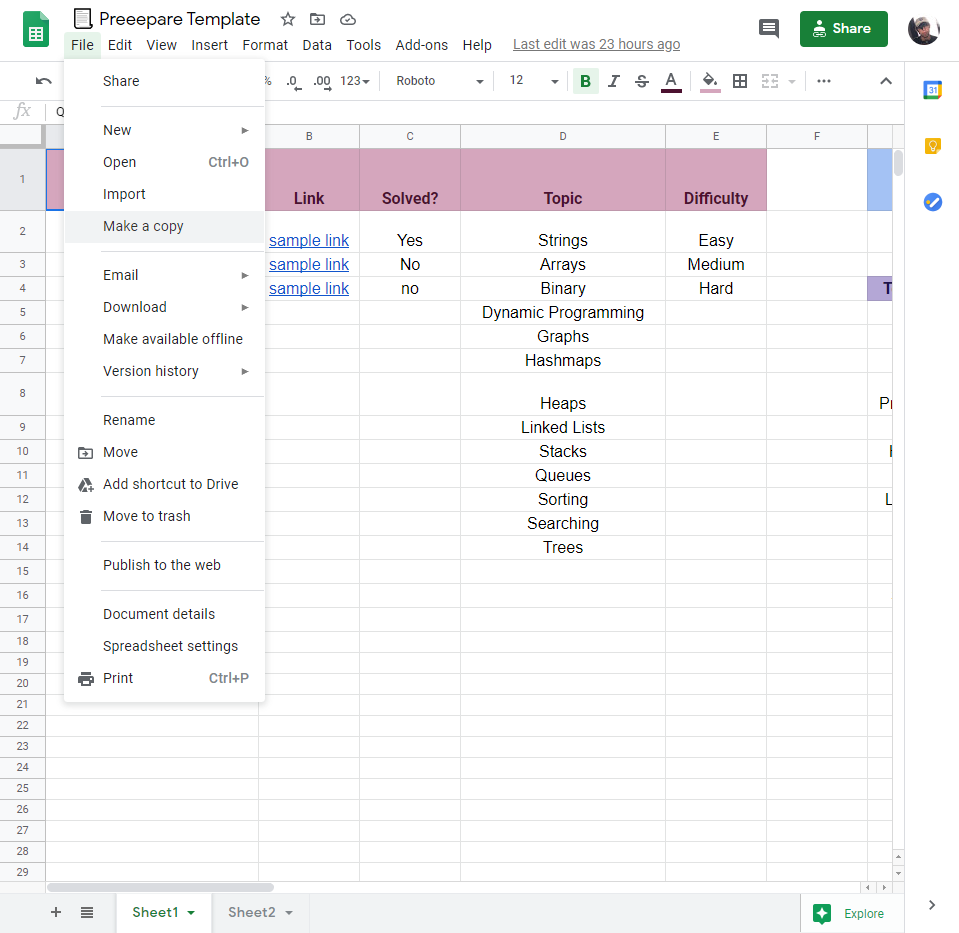 Preeepare Template
File Edit View Insert Format Data Tools Add-ons Help Last edit was 23 hours ago
Share
% .0 .00 123 Roboto 12 B I S A
fx Q
B C D E F
1 Link Solved? Topic Difficulty
2 sample link Yes Strings Easy
3 sample link No Arrays Medium
4 sample link no Binary Hard T
5 Dynamic Programming
6 Graphs
7 Hashmaps
8 Heaps Pr
9 Linked Lists
10 Stacks
11 Queues
12 Sorting L
13 Searching
14 Trees
15
16
17
18
19
20
21
22
23
24
25
26
27
28
29
Share
New
Open Ctrl+O
Import
Make a copy
Email
Download
Make available offline
Version history
Rename
Move
Add shortcut to Drive
Move to trash
Publish to the web
Document details
Spreadsheet settings
Print Ctrl+P
31
Sheet1 Sheet2 Explore